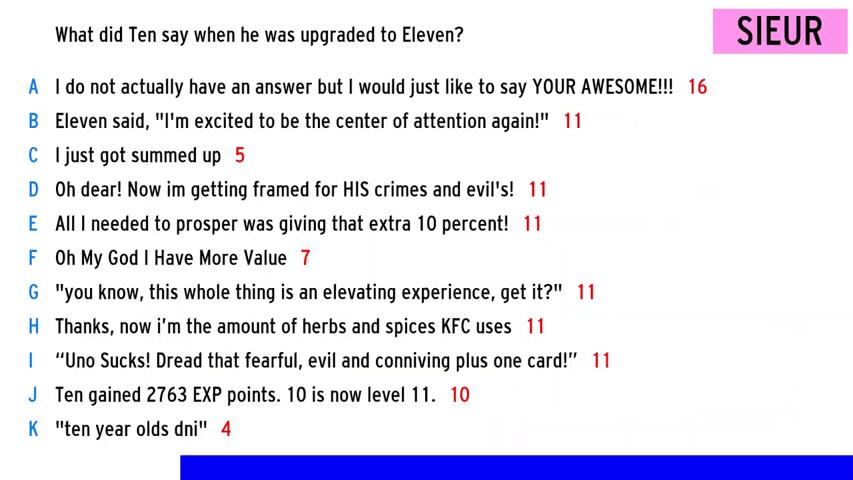 What did Ten say when he was upgraded to Eleven?
SIEUR
A I do not actually have an answer but I would just like to say YOUR AWESOME!!! 16
B Eleven said, "I'm excited to be the center of attention again!" 11
C I just got summed up 5
D Oh dear! Now im getting framed for HIS crimes and evil's! 11
E All I needed to prosper was giving that extra 10 percent! 11
F Oh My God I Have More Value 7
G "you know, this whole thing is an elevating experience, get it?" 11
H Thanks, now i’m the amount of herbs and spices KFC uses 11
I “Uno Sucks! Dread that fearful, evil and conniving plus one card!” 11
J Ten gained 2763 EXP points. 10 is now level 11. 10
K "ten year olds dni" 4